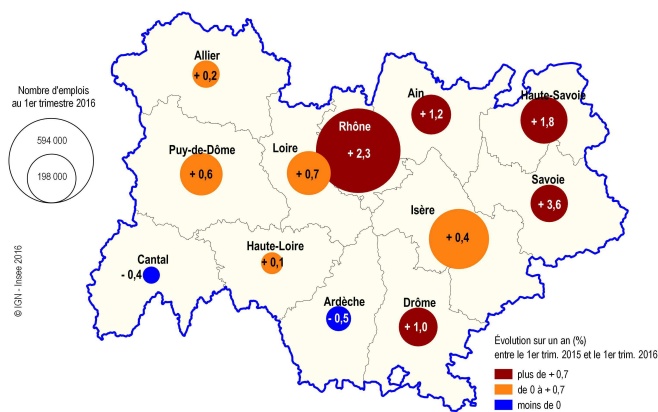 Allier
+ 0,2
Nombre d'emplois
au 1er trimestre 2016
594 000
198 000
Ain
+ 1,2
Haute-Savoie
+ 1,8
Rhône
+ 2,3
Puy-de-Dôme
+ 0,6
Loire
+ 0,7
Savoie
+ 3,6
Isère
+ 0,4
Cantal
- 0,4
Haute-Loire
+ 0,1
Ardèche
- 0,5
Drôme
+ 1,0
© IGN - Insee 2016
Évolution sur un an (%)
entre le 1er trim. 2015 et le 1er trim. 2016
plus de + 0,7
de 0 à + 0,7
moins de 0